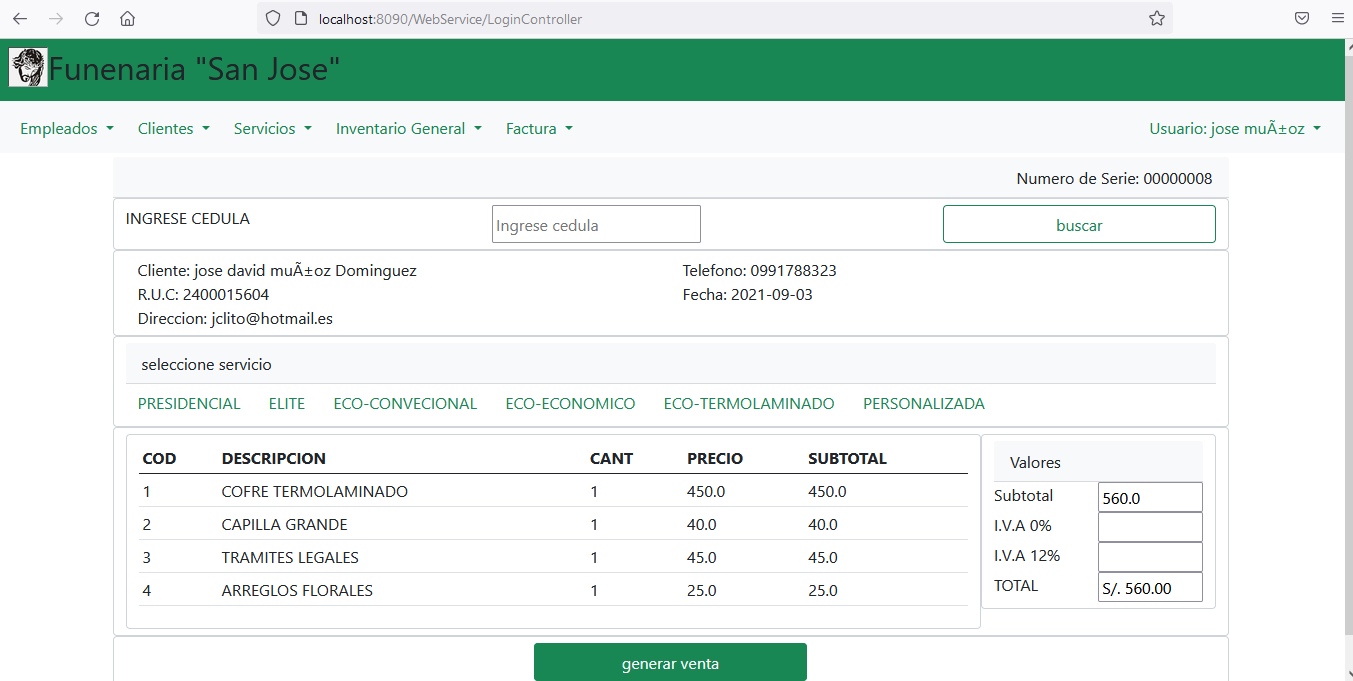 localhost:8090/WebService/LoginController
Funenaria "San Jose"
Empleados Clientes Servicios Inventario General Factura Usuario: jose muÃ±oz
Numero de Serie: 00000008
INGRESE CEDULA Ingrese cedula buscar
Cliente: jose david muÃ±oz Dominguez Telefono: 0991788323
R.U.C: 2400015604 Fecha: 2021-09-03
Direccion: jclito@hotmail.es
seleccione servicio
PRESIDENCIAL ELITE ECO-CONVECIONAL ECO-ECONOMICO ECO-TERMOLAMINADO PERSONALIZADA
COD DESCRIPCION CANT PRECIO SUBTOTAL
1 COFRE TERMOLAMINADO 1 450.0 450.0
2 CAPILLA GRANDE 1 40.0 40.0
3 TRAMITES LEGALES 1 45.0 45.0
4 ARREGLOS FLORALES 1 25.0 25.0
Valores
Subtotal 560.0
I.V.A 0%
I.V.A 12%
TOTAL S/. 560.00
generar venta